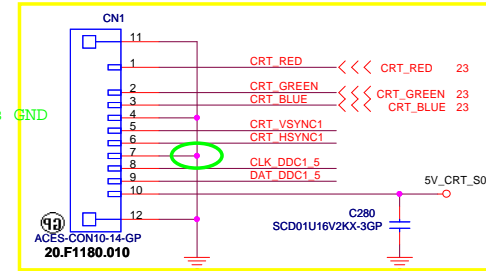 CN1
11
1 CRT_RED CRT_RED 23
2 CRT_GREEN CRT_GREEN 23
3 CRT_BLUE CRT_BLUE 23
GND
4
5 CRT_VSYNC1
6 CRT_HSYNC1
7
8 CLK_DDC1_5
9 DAT_DDC1_5
10 5V_CRT_S0
12
C280
SCD01U16V2KX-3GP
ACES-CON10-14-GP
20.F1180.010